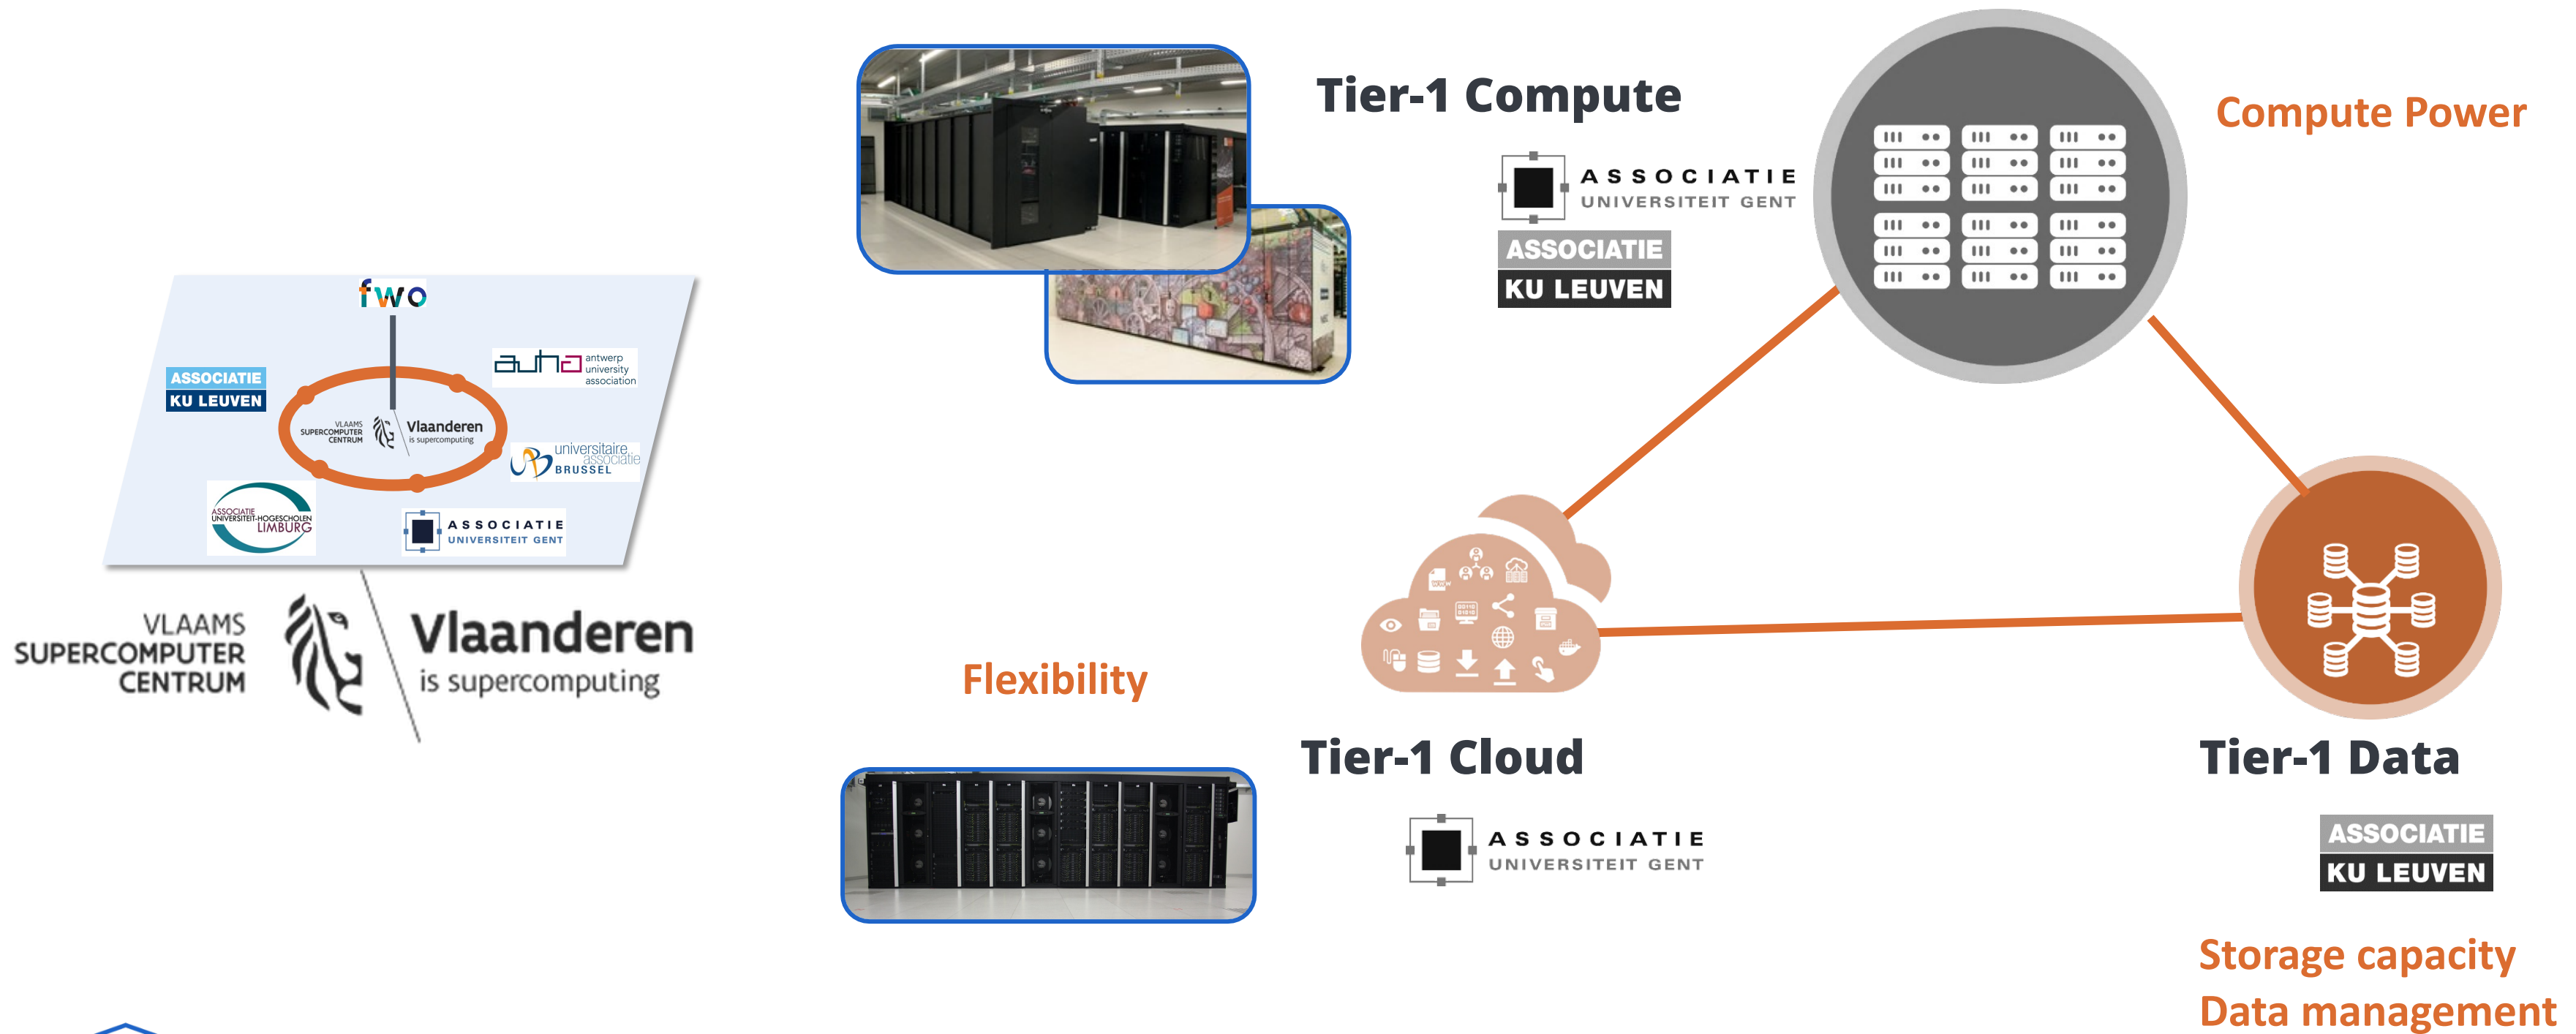 fwo
ASSOCIATIE
KU LEUVEN
auha
antwerp
university
association
VLAAMS
SUPERCOMPUTER
CENTRUM
Vlaanderen
is supercomputing
universitaire
associatie
BRUSSEL
ASSOCIATIE
UNIVERSITEIT-HOGESCHOLEN
LIMBURG
ASSOCIATIE
UNIVERSITEIT GENT
VLAAMS
SUPERCOMPUTER
CENTRUM
Vlaanderen
is supercomputing
Tier-1 Compute
ASSOCIATIE
UNIVERSITEIT GENT
ASSOCIATIE
KU LEUVEN
Compute Power
Flexibility
Tier-1 Cloud
ASSOCIATIE
UNIVERSITEIT GENT
Tier-1 Data
ASSOCIATIE
KU LEUVEN
Storage capacity
Data management